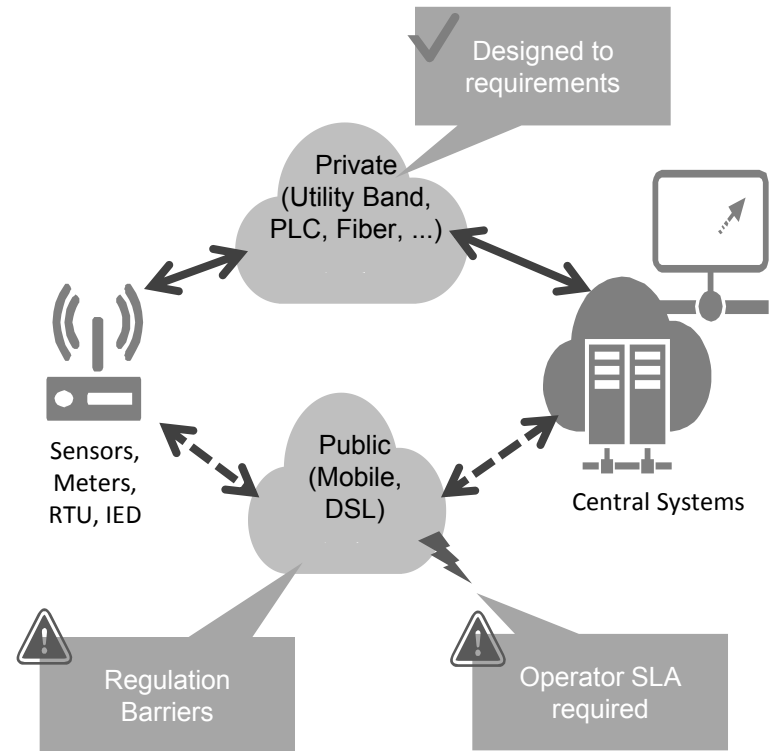 Designed to
requirements
Private
(Utility Band,
PLC, Fiber, ...)
Sensors,
Meters,
RTU, IED
Public
(Mobile,
DSL)
Central Systems
Regulation
Barriers
Operator SLA
required